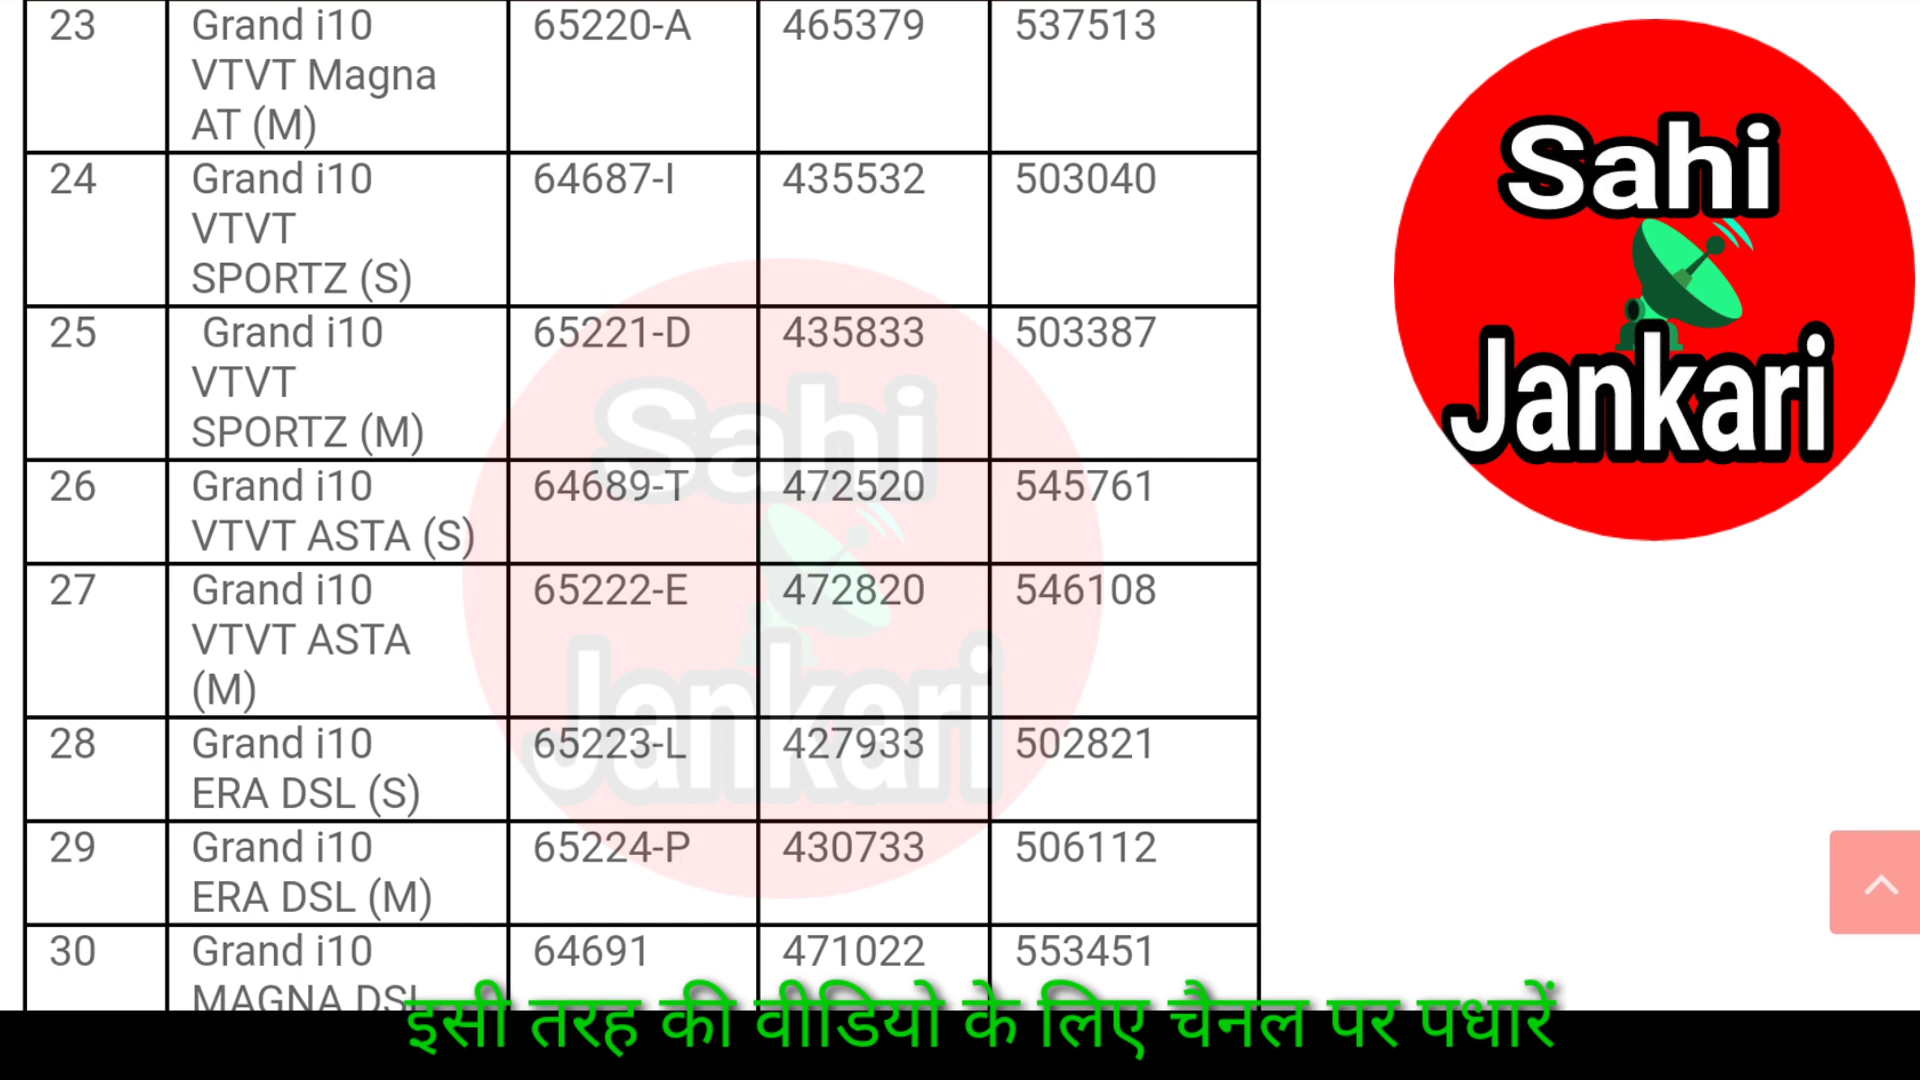 23 Grand i10 65220-A 465379 537513
VTVT Magna
AT (M)
24 Grand i10 64687-I 435532 503040
VTVT
SPORTZ (S)
25 Grand i10 65221-D 435833 503387
VTVT
SPORTZ (M)
26 Grand i10 64689-T 472520 545761
VTVT ASTA (S)
27 Grand i10 65222-E 472820 546108
VTVT ASTA
(M)
28 Grand i10 65223-L 427933 502821
ERA DSL (S)
29 Grand i10 65224-P 430733 506112
ERA DSL (M)
30 Grand i10 64691 471022 553451
MAGNA DSL
Sahi
Jankari
Sahi
Jankari
इसी तरह की वीडियो के लिए चैनल पर पधारें